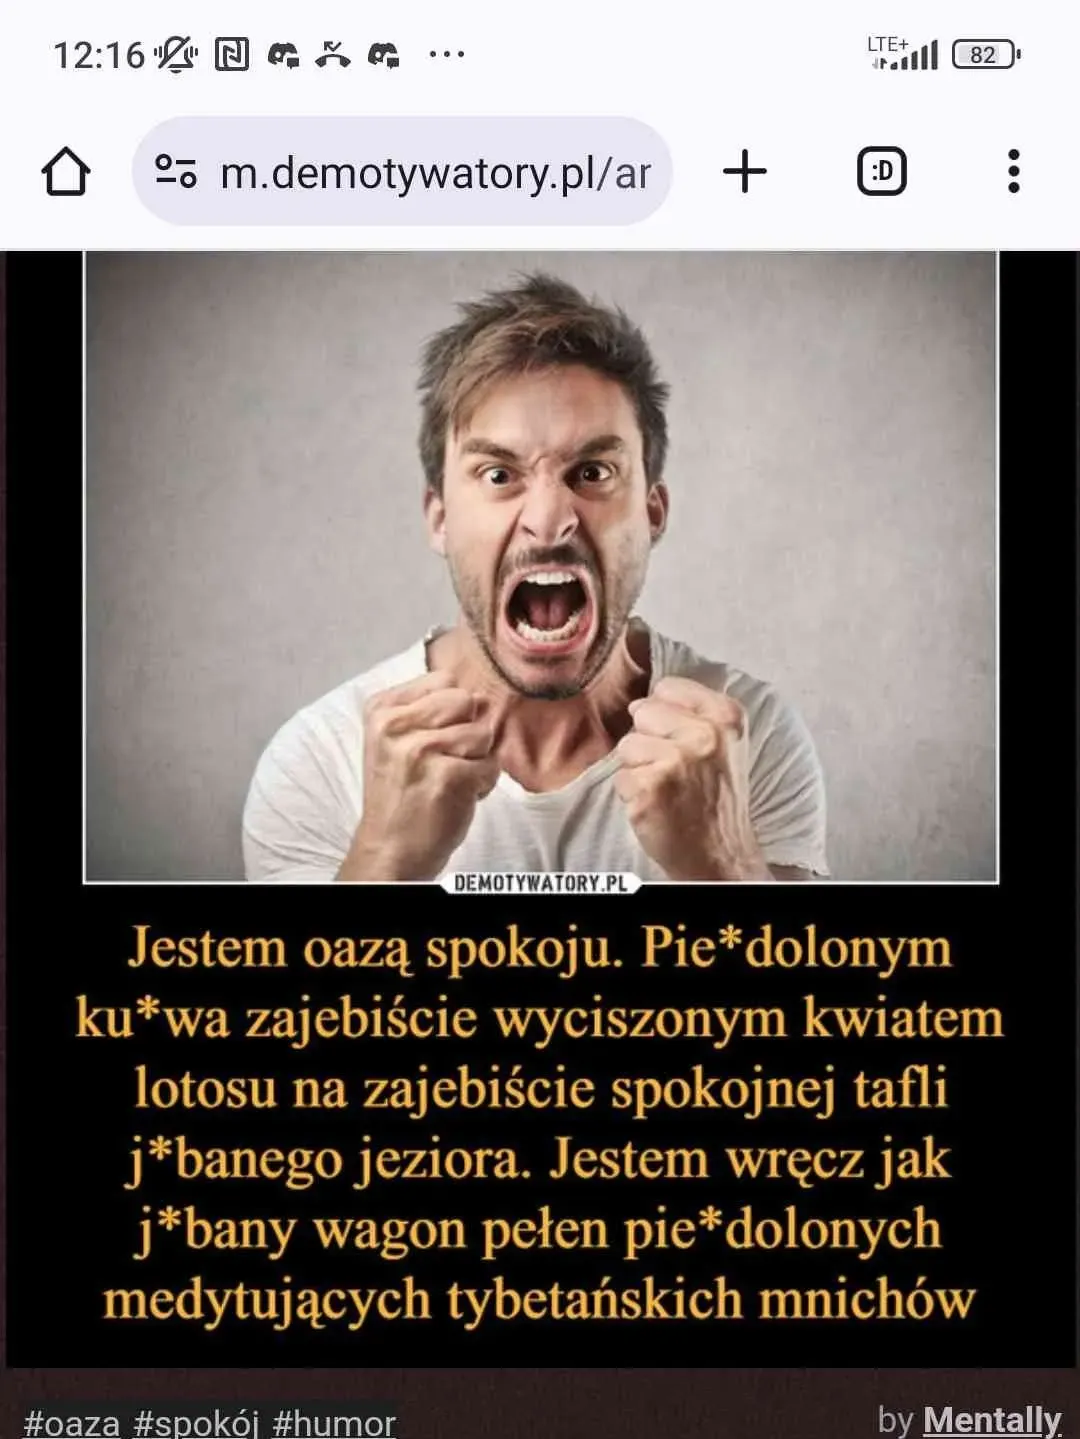 12:16
LTE+
82
m.demotywatory.pl/ar
:D
DEMOTYWATORY.PL
Jestem oazą spokoju. Pie*dolonym
ku*wa zajebiście wyciszonym kwiatem
lotosu na zajebiście spokojnej tafli
j*banego jeziora. Jestem wręcz jak
j*bany wagon pełen pie*dolonych
medytujących tybetańskich mnichów
#oaza #spokój #humor
by Mentally